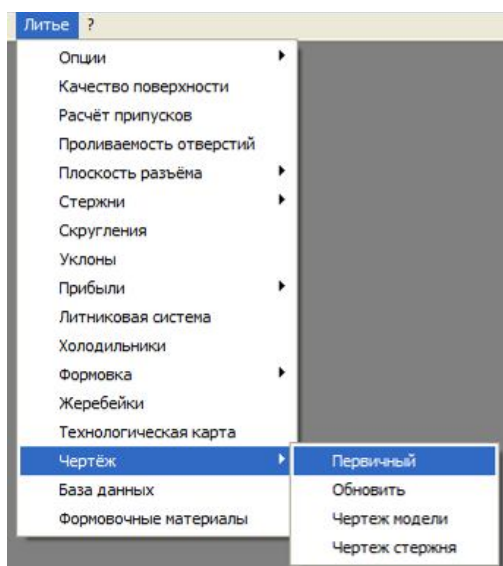 Литье ?
Опции
Качество поверхности
Расчёт припусков
Проливаемость отверстий
Плоскость разъёма
Стержни
Скругления
Уклоны
Прибыли
Литниковая система
Холодильники
Формовка
Жеребейки
Технологическая карта
Чертёж
База данных
Формовочные материалы
Первичный
Обновить
Чертеж модели
Чертеж стержня